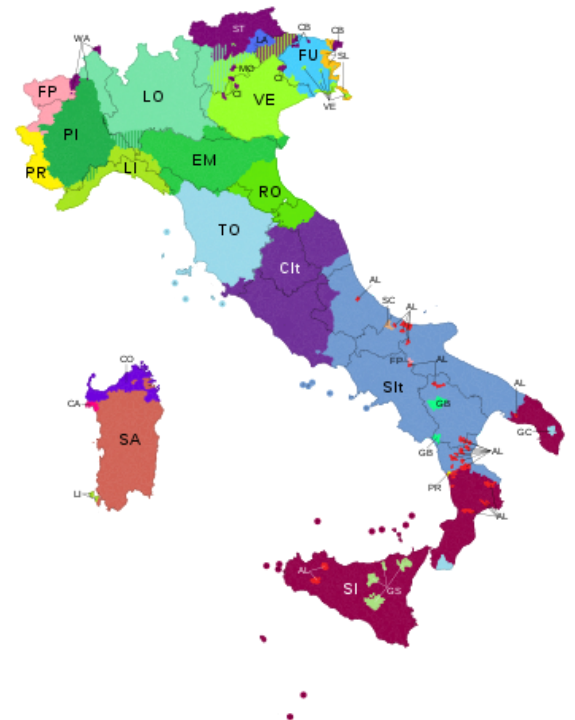 ST
CB
CB
WA
LA
FU
SL
MO
CI
FP
LO
CI
VE
VE
PI
LI
EM
PR
RO
TO
CIt
AL
SC
AL
FP
AL
CO
SIt
AL
CA
GB
GC
SA
GB
AL
PR
LI
AL
AL
SI
GS